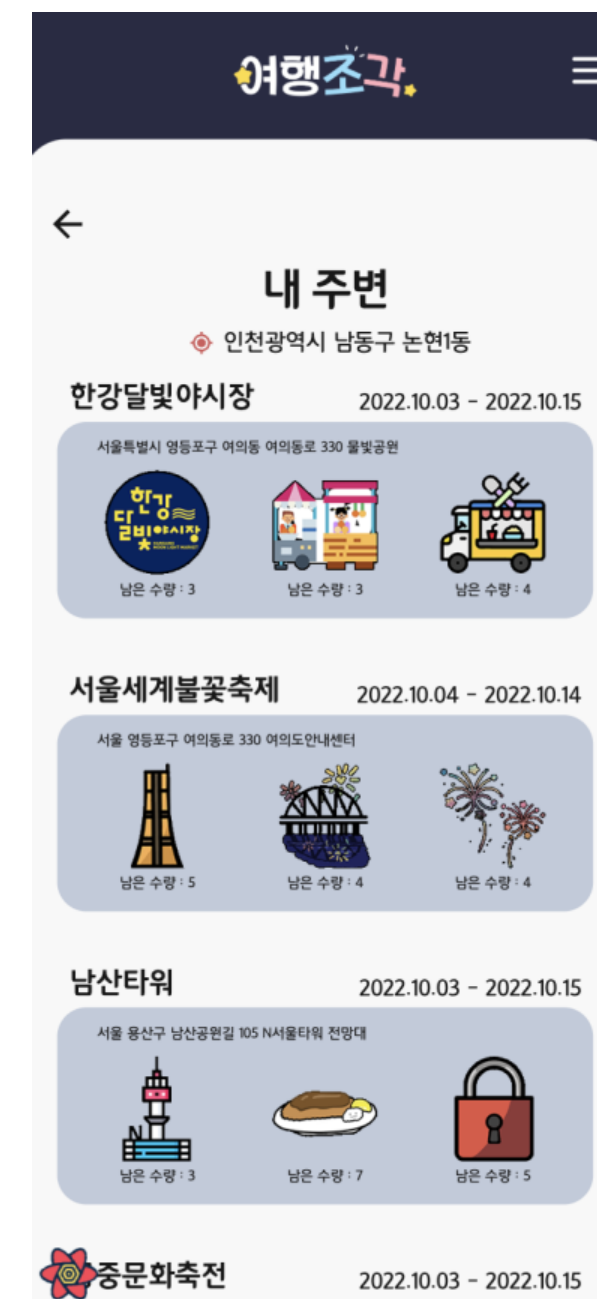 여행조각
내 주변
인천광역시 남동구 논현1동
한강달빛야시장 2022.10.03 - 2022.10.15
서울특별시 영등포구 여의동 여의동로 330 물빛공원
한강
달빛야시장
남은 수량 : 3 남은 수량 : 3 남은 수량 : 4
서울세계불꽃축제 2022.10.04 - 2022.10.14
서울 영등포구 여의동로 330 여의도안내센터
남은 수량 : 5 남은 수량 : 4 남은 수량 : 4
남산타워 2022.10.03 - 2022.10.15
서울 용산구 남산공원길 105 N서울타워 전망대
N
남은 수량 : 3 남은 수량 : 7 남은 수량 : 5
중문화축전 2022.10.03 - 2022.10.15